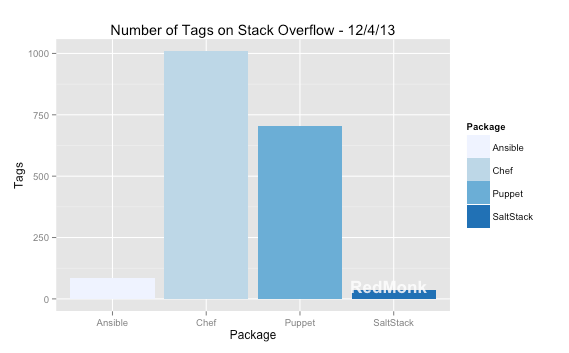 Number of Tags on Stack Overflow - 12/4/13
1000
750
500
250
0
Tags
RedMonk
Ansible Chef Puppet SaltStack
Package
Package
Ansible
Chef
Puppet
SaltStack